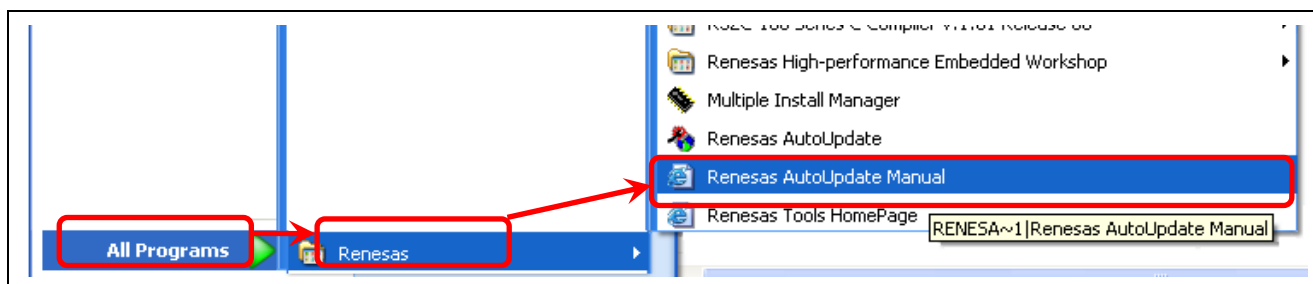 Renesas High-performance Embedded Workshop
Multiple Install Manager
Renesas AutoUpdate
Renesas AutoUpdate Manual
Renesas Tools HomePage
RENESA~1|Renesas AutoUpdate Manual
All Programs
Renesas